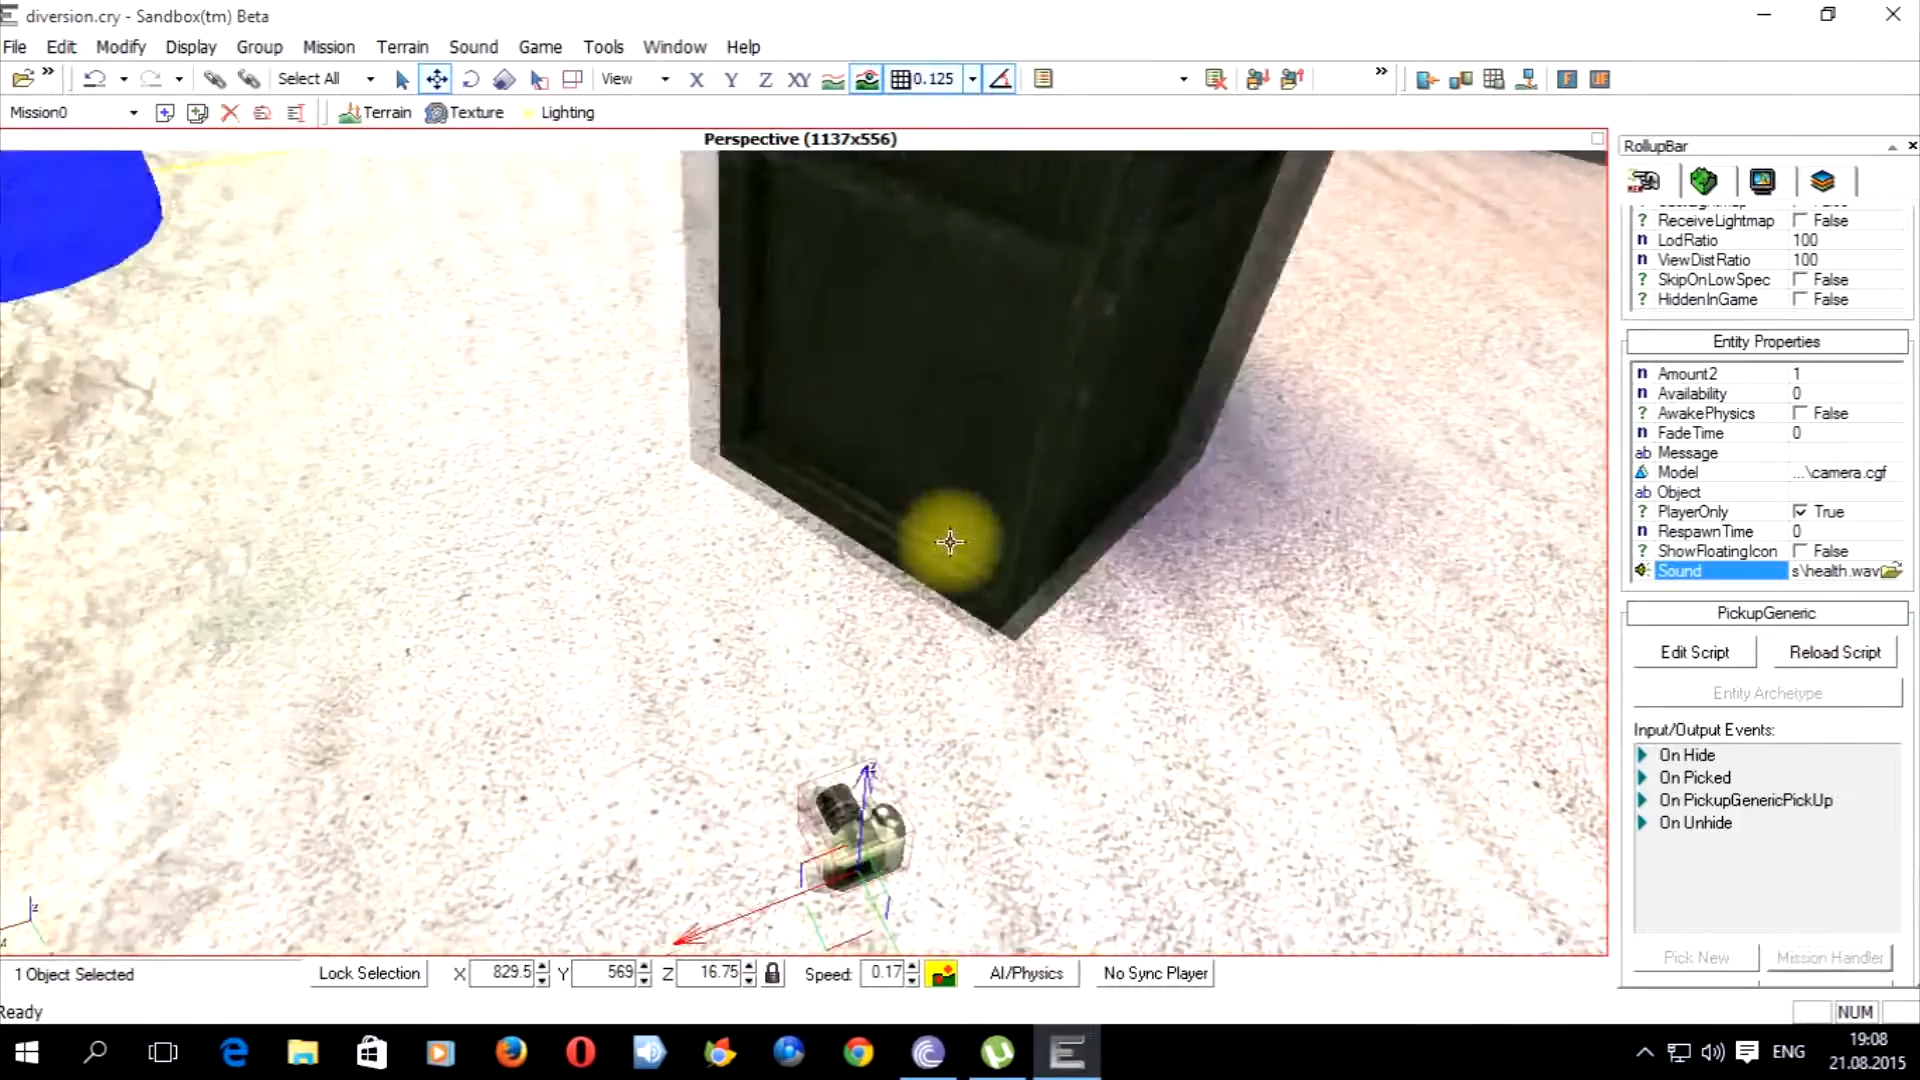 diversion.cry - Sandbox(tm) Beta
File Edit Modify Display Group Mission Terrain Sound Game Tools Window Help
Select All View X Y Z XY 0.125
Mission0 Terrain Texture Lighting
Perspective (1137x556)
RollupBar
ReceiveLightmap False
LodRatio 100
ViewDistRatio 100
SkipOnLowSpec False
HiddenInGame False
Entity Properties
Amount2 1
Availability 0
AwakePhysics False
FadeTime 0
Message
Model ...\camera.cgf
Object
PlayerOnly True
RespawnTime 0
ShowFloatingIcon False
Sound s\health.wav
PickupGeneric
Edit Script Reload Script
Entity Archetype
Input/Output Events:
On Hide
On Picked
On PickupGenericPickUp
On Unhide
Pick New Mission Handler
1 Object Selected Lock Selection X 829.5 Y 569 Z 16.75 Speed: 0.17 AI/Physics No Sync Player
Ready NUM
ENG 19:08
21.08.2015